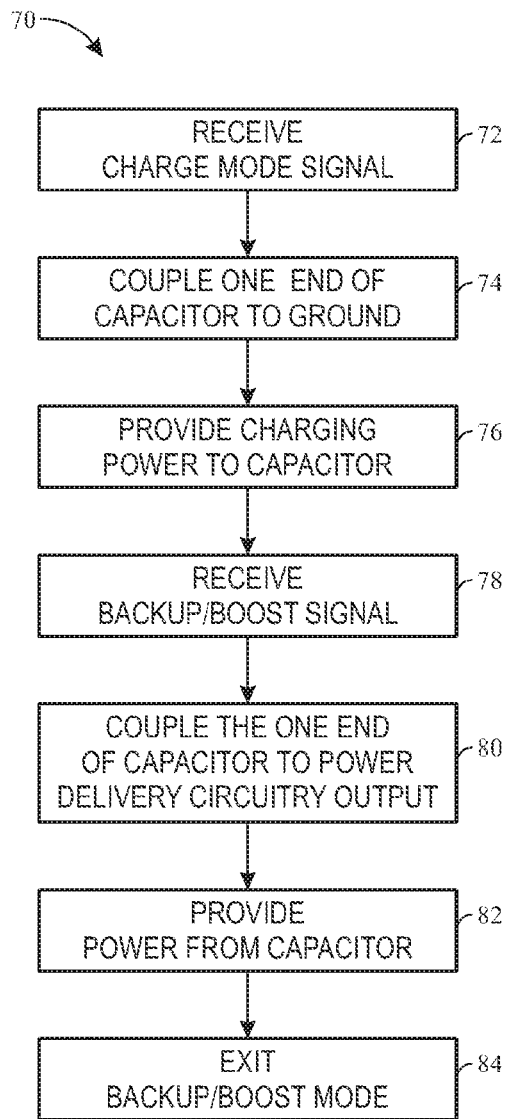 70
RECEIVE
CHARGE MODE SIGNAL
72
COUPLE ONE END OF
CAPACITOR TO GROUND
74
PROVIDE CHARGING
POWER TO CAPACITOR
76
RECEIVE
BACKUP/BOOST SIGNAL
78
COUPLE THE ONE END
OF CAPACITOR TO POWER
DELIVERY CIRCUITRY OUTPUT
80
PROVIDE
POWER FROM CAPACITOR
82
EXIT
BACKUP/BOOST MODE
84